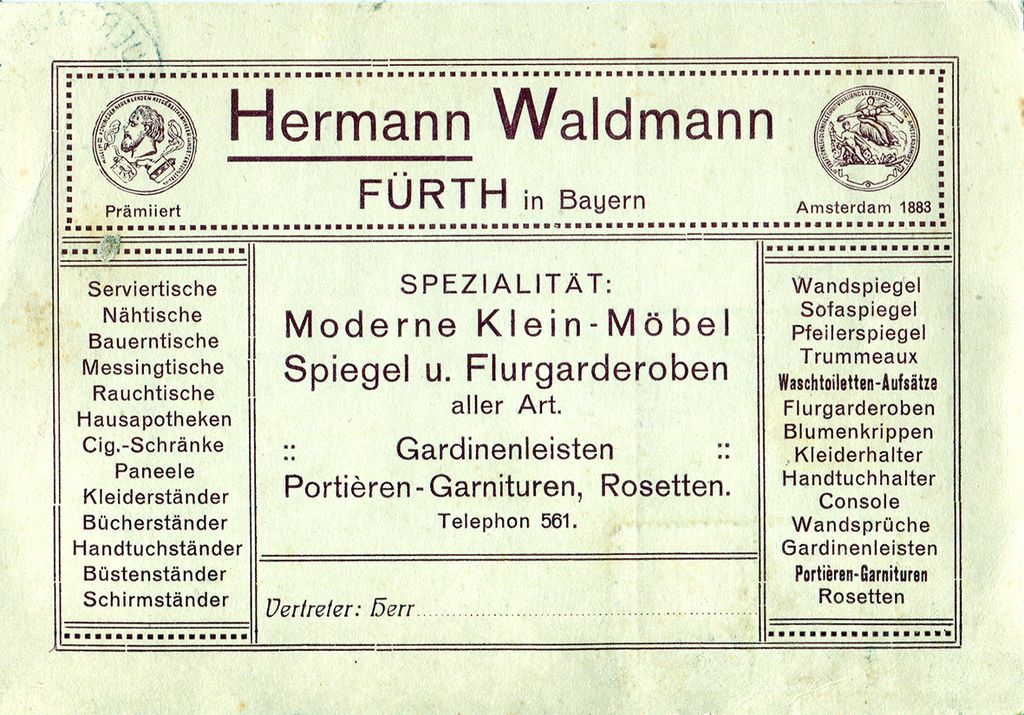 Hermann Waldmann
FÜRTH in Bayern
Prämiiert
Amsterdam 1883
Serviertische
Nähtische
Bauerntische
Messingtische
Rauchtische
Hausapotheken
Cig.-Schränke
Paneele
Kleiderständer
Bücherständer
Handtuchständer
Büstenständer
Schirmständer
SPEZIALITÄT:
Moderne Klein-Möbel
Spiegel u. Flurgarderoben
aller Art.
:: Gardinenleisten ::
Portièren-Garnituren, Rosetten.
Telephon 561.
Vertreter: Herr
Wandspiegel
Sofaspiegel
Pfeilerspiegel
Trummeaux
Waschtoiletten-Aufsätze
Flurgarderoben
Blumenkrippen
Kleiderhalter
Handtuchhalter
Console
Wandsprüche
Gardinenleisten
Portièren-Garnituren
Rosetten